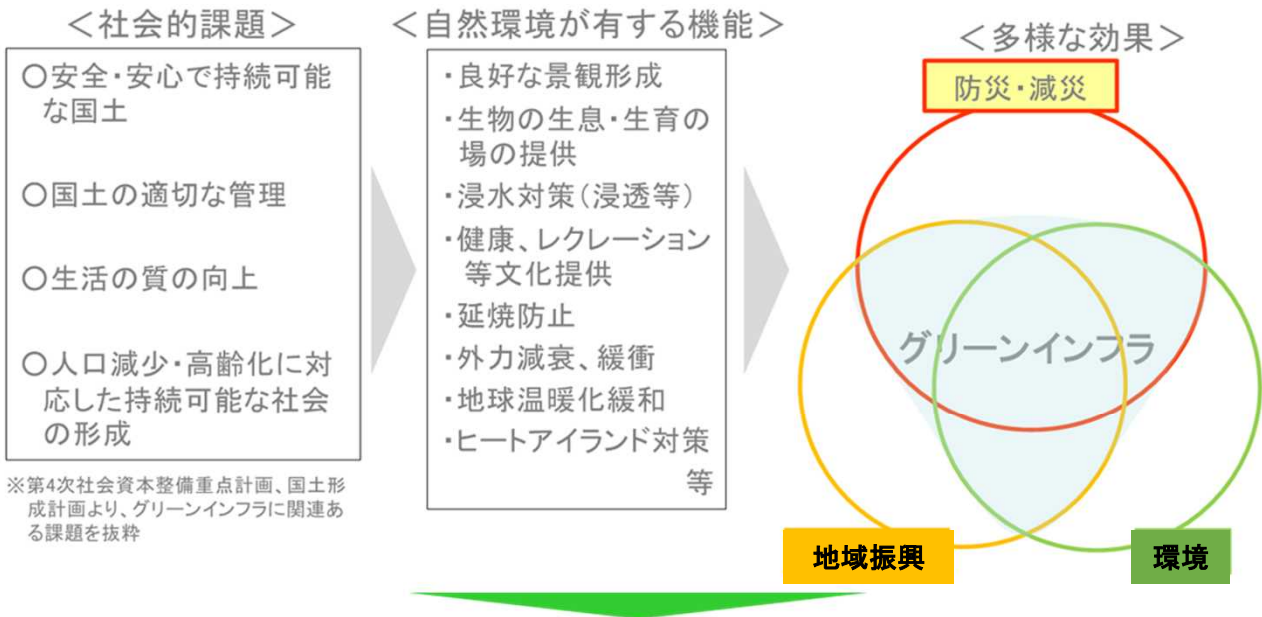 ＜社会的課題＞
○安全・安心で持続可能
な国土
○国土の適切な管理
○生活の質の向上
○人口減少・高齢化に対
応した持続可能な社会
の形成
※第4次社会資本整備重点計画、国土形
成計画より、グリーンインフラに関連あ
る課題を抜粋
＜自然環境が有する機能＞
・良好な景観形成
・生物の生息・生育の
場の提供
・浸水対策（浸透等）
・健康、レクレーション
等文化提供
・延焼防止
・外力減衰、緩衝
・地球温暖化緩和
・ヒートアイランド対策
等
＜多様な効果＞
防災・減災
グリーンインフラ
地域振興
環境